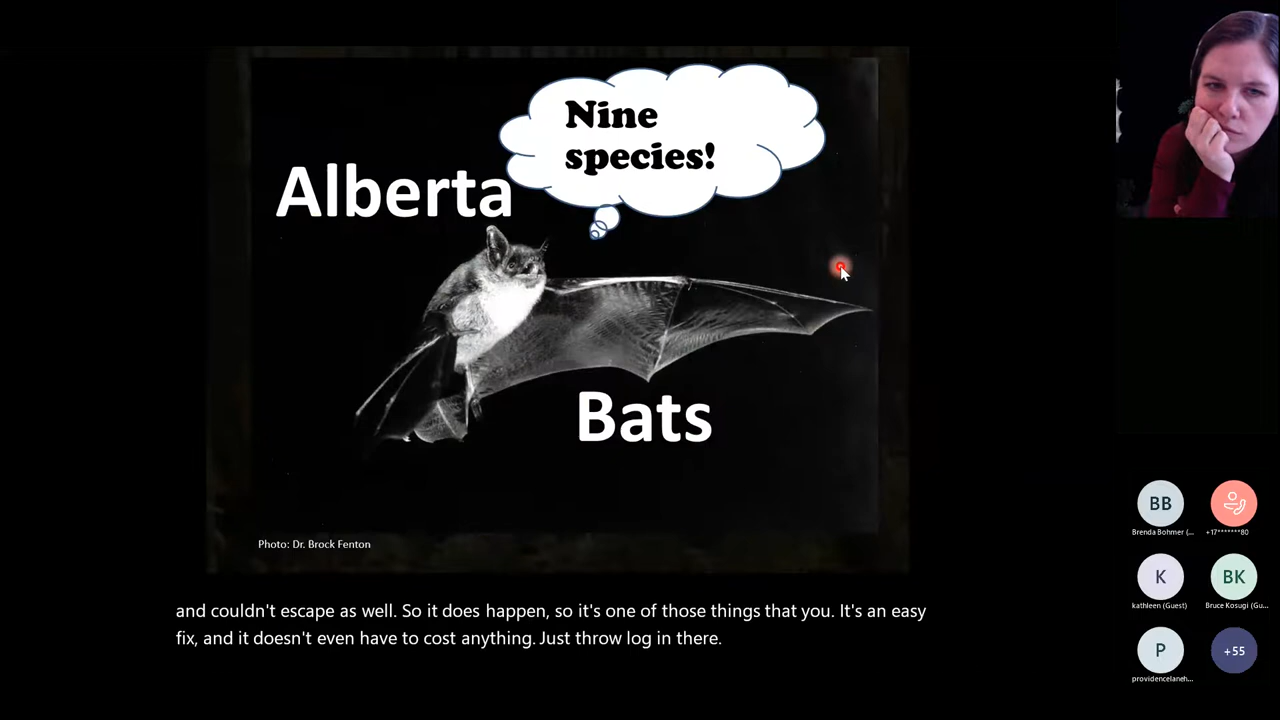 Nine
species!
Alberta
Bats
Photo: Dr. Brock Fenton
and couldn't escape as well. So it does happen, so it's one of those things that you. It's an easy
fix, and it doesn't even have to cost anything. Just throw log in there.
BB
Brenda Bohmer (...
+17*******80
K
kathleen (Guest)
BK
Bruce Kosugi (Gu...
P
providencelaneh...
+55